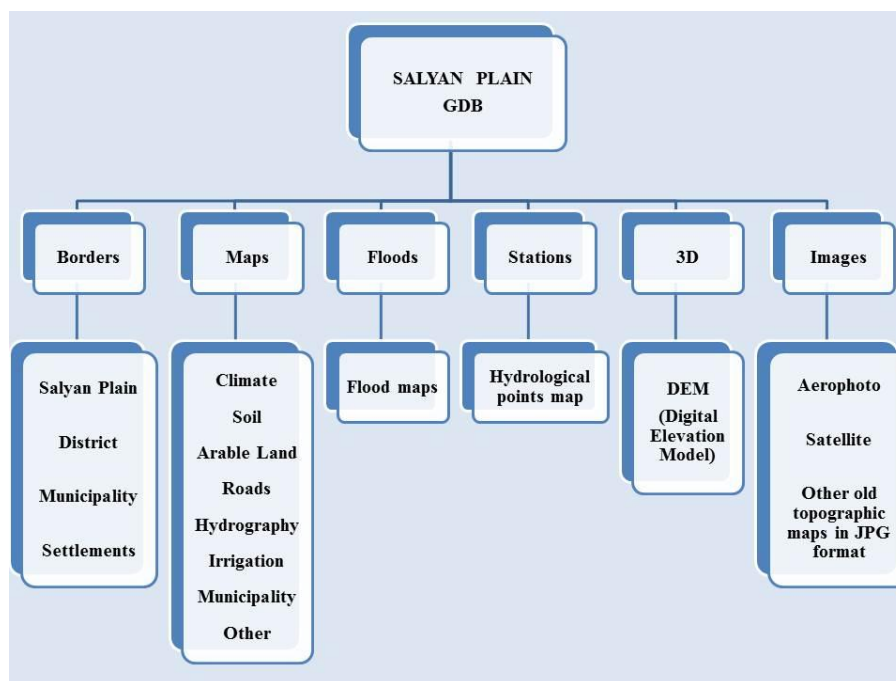 SALYAN PLAIN
GDB
Borders
Maps
Floods
Stations
3D
Images
Salyan Plain
District
Municipality
Settlements
Climate
Soil
Arable Land
Roads
Hydrography
Irrigation
Municipality
Other
Flood maps
Hydrological
points map
DEM
(Digital
Elevation
Model)
Aerophoto
Satellite
Other old
topographic
maps in JPG
format